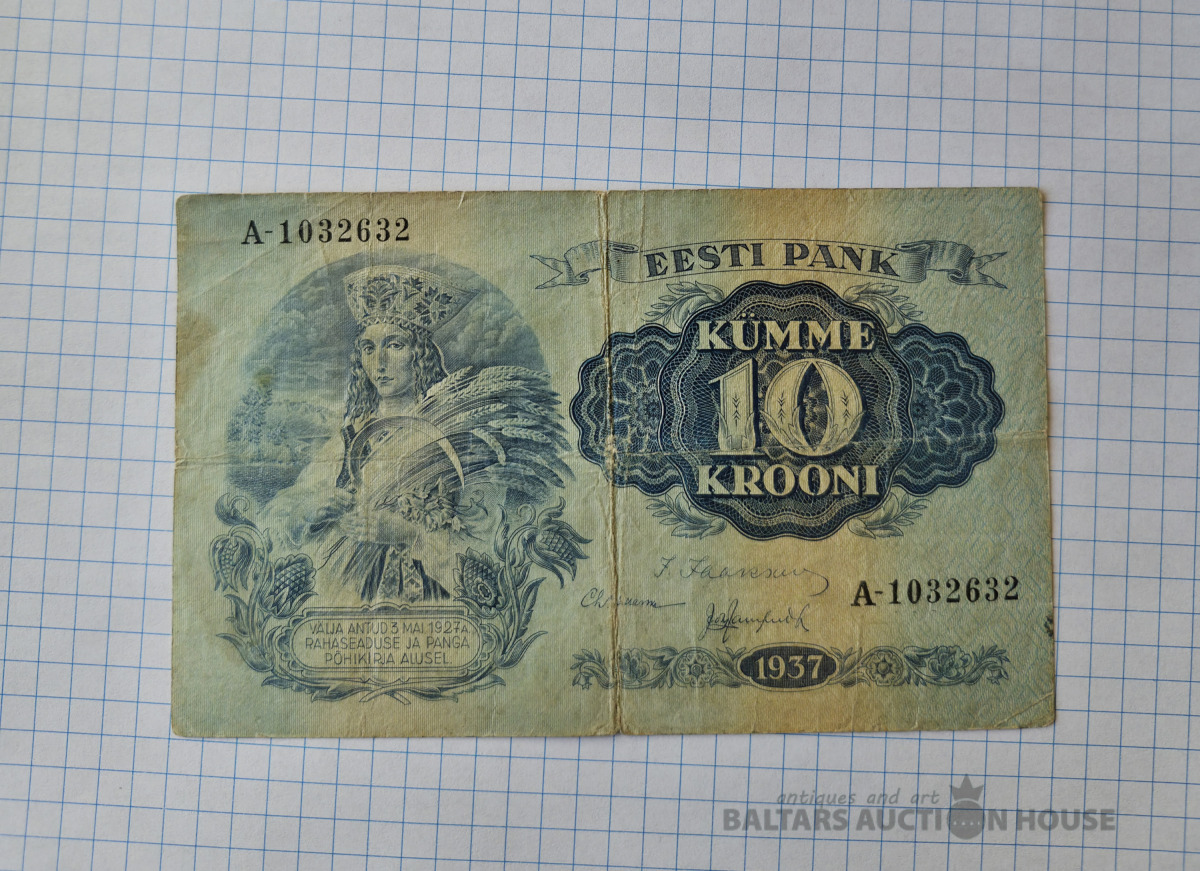 A-1032632
EESTI PANK
KÜMME
10
KROONI
A-1032632
VÄLJA ANTUD 3 MAI 1927A.
RAHASEADUSE JA PANGA
PÕHIKIRJA ALUSEL
1937
antiques and art
BALTARS AUCTION HOUSE